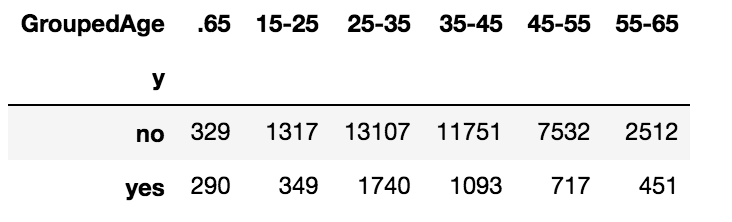 GroupedAge .65 15-25 25-35 35-45 45-55 55-65
y
no 329 1317 13107 11751 7532 2512
yes 290 349 1740 1093 717 451